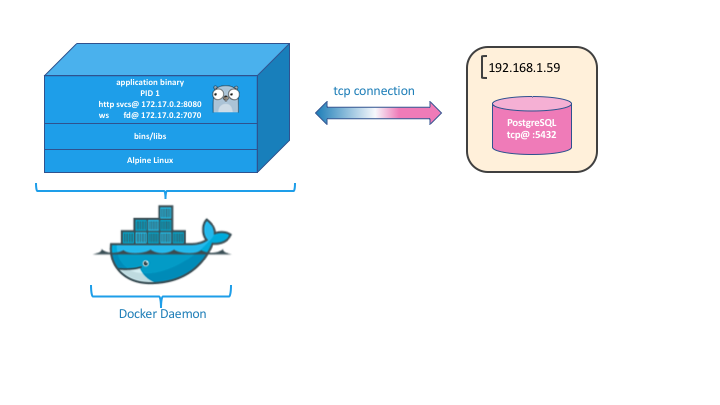 application binary
PID 1
http svcs@ 172.17.0.2:8080
ws fd@ 172.17.0.2:7070
bins/libs
Alpine Linux
tcp connection
192.168.1.59
PostgreSQL
tcp@ :5432
Docker Daemon